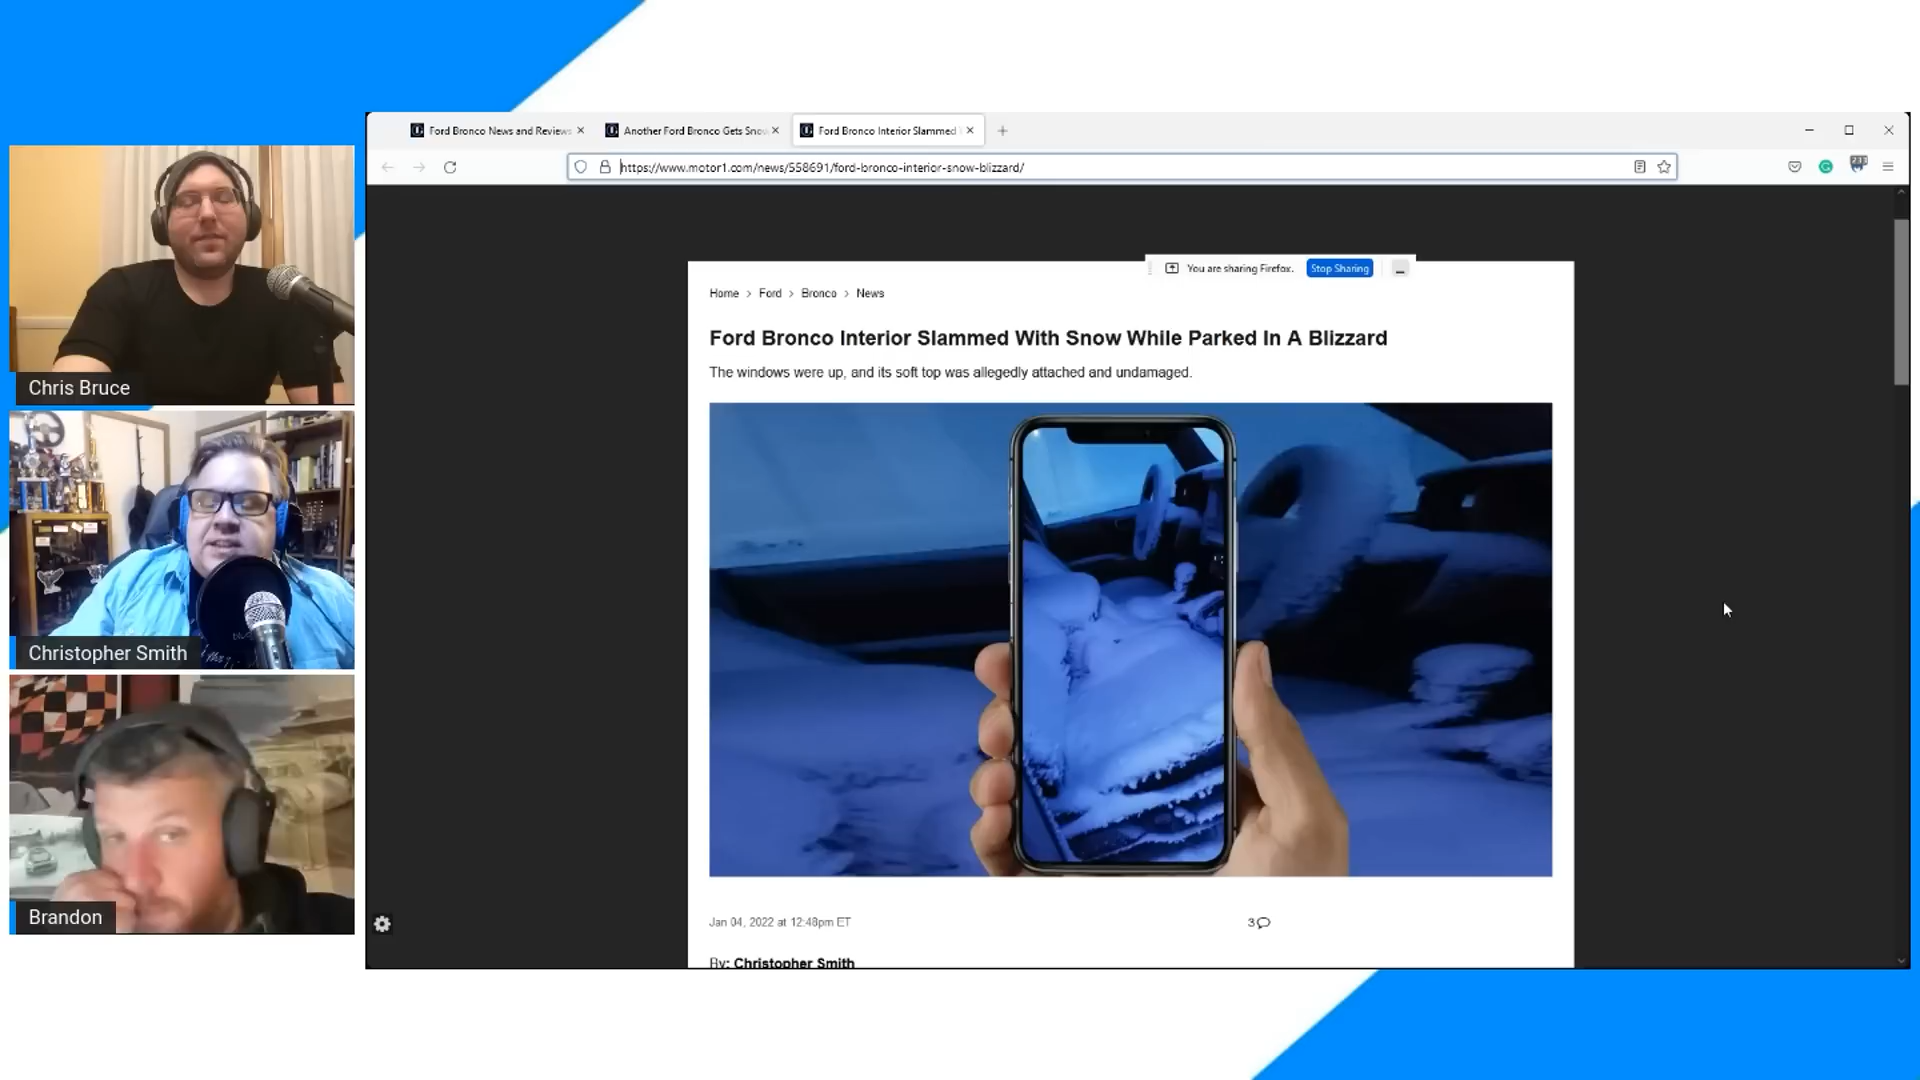 Ford Bronco News and Reviews
Another Ford Bronco Gets Snow
Ford Bronco Interior Slammed
https://www.motor1.com/news/558691/ford-bronco-interior-snow-blizzard/
You are sharing Firefox. Stop Sharing
Home > Ford > Bronco > News
Ford Bronco Interior Slammed With Snow While Parked In A Blizzard
The windows were up, and its soft top was allegedly attached and undamaged.
Jan 04, 2022 at 12:48pm ET
3
By: Christopher Smith
Chris Bruce
Christopher Smith
Brandon